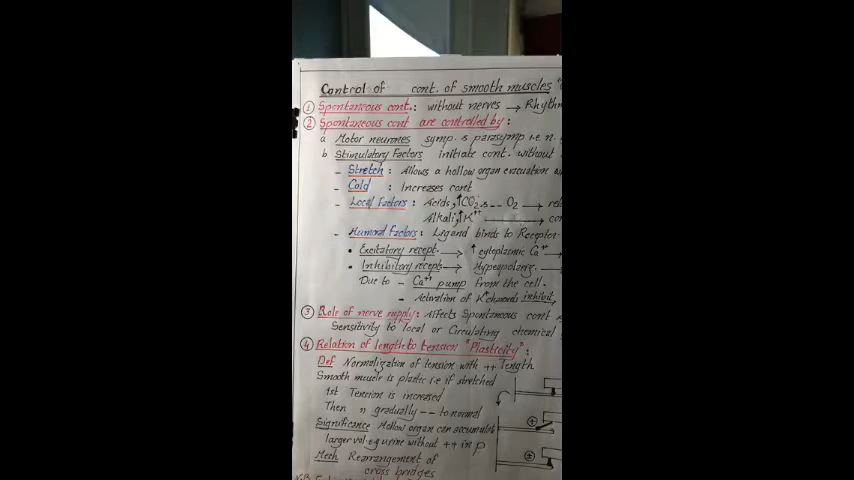 Control of cont. of smooth muscles
① Spontaneous cont.: without nerves → Rhythm
② Spontaneous cont are controlled by:
a Motor neurones symp. & parasymp i.e n.
b Stimulatory Factors initiate cont. without
- Stretch : Allows a hollow organ evacuation
- Cold : Increases cont
- Local factors : Acids, ↑CO2 & -- O2 → rel
Alkali, ↑K++ → co
- Humoral factors : Ligand binds to Receptor
• Excitatory recept. → ↑ cytoplasmic Ca++ →
• Inhibitory recept → Hyperpolarz. →
Due to - Ca++ pump from the cell.
- Activation of K+ channels inhibit
③ Role of nerve supply : Affects Spontaneous cont
Sensitivity to local or Circulating chemical
④ Relation of length to tension "Plasticity" :
Def Normalization of tension with ++ length
Smooth muscle is plastic i.e if stretched
1st Tension is increased
Then " gradually -- to normal
Significance Hollow organ can accumulate
larger vol e.g urine without ++ in p
Mech Rearrangement of
cross bridges